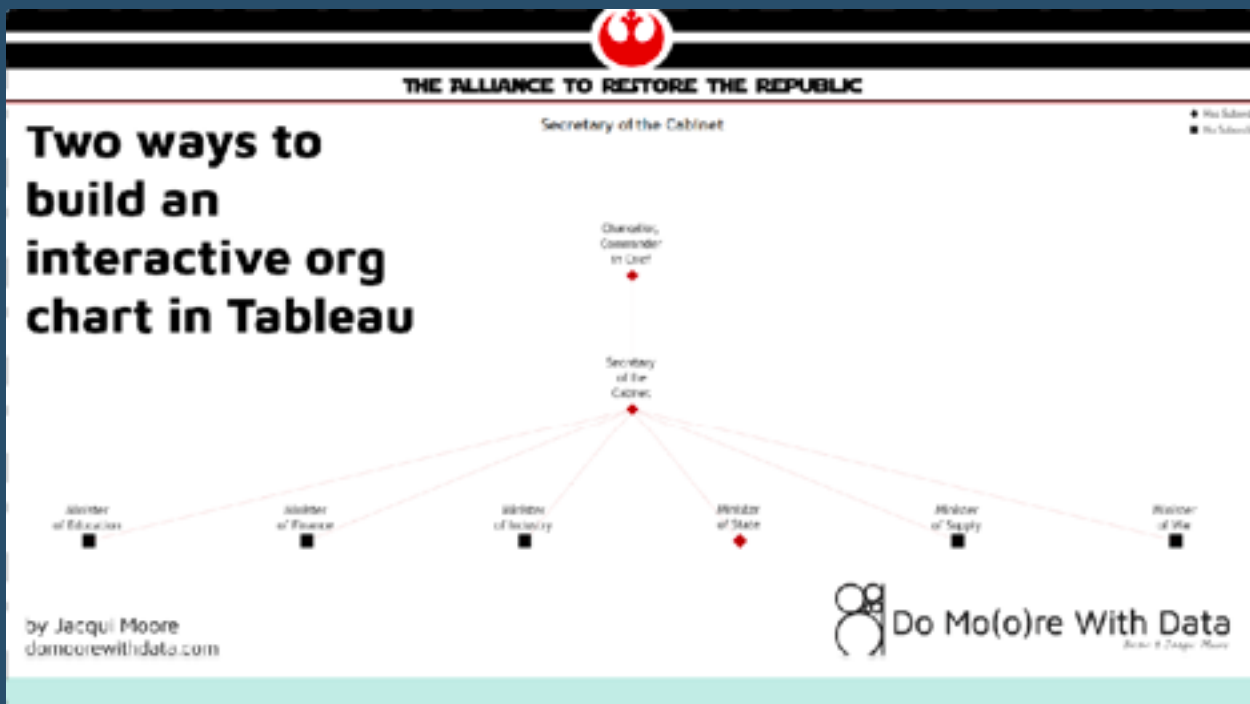 THE ALLIANCE TO RESTORE THE REPUBLIC
Secretary of the Cabinet
Two ways to
build an
interactive org
chart in Tableau
Chancellor,
Commander
in Chief
Secretary
of the
Cabinet
Minister
of Education
Minister
of Finance
Minister
of Industry
Minister
of State
Minister
of Supply
Minister
of War
by Jacqui Moore
domoorewithdata.com
Do Mo(o)re With Data